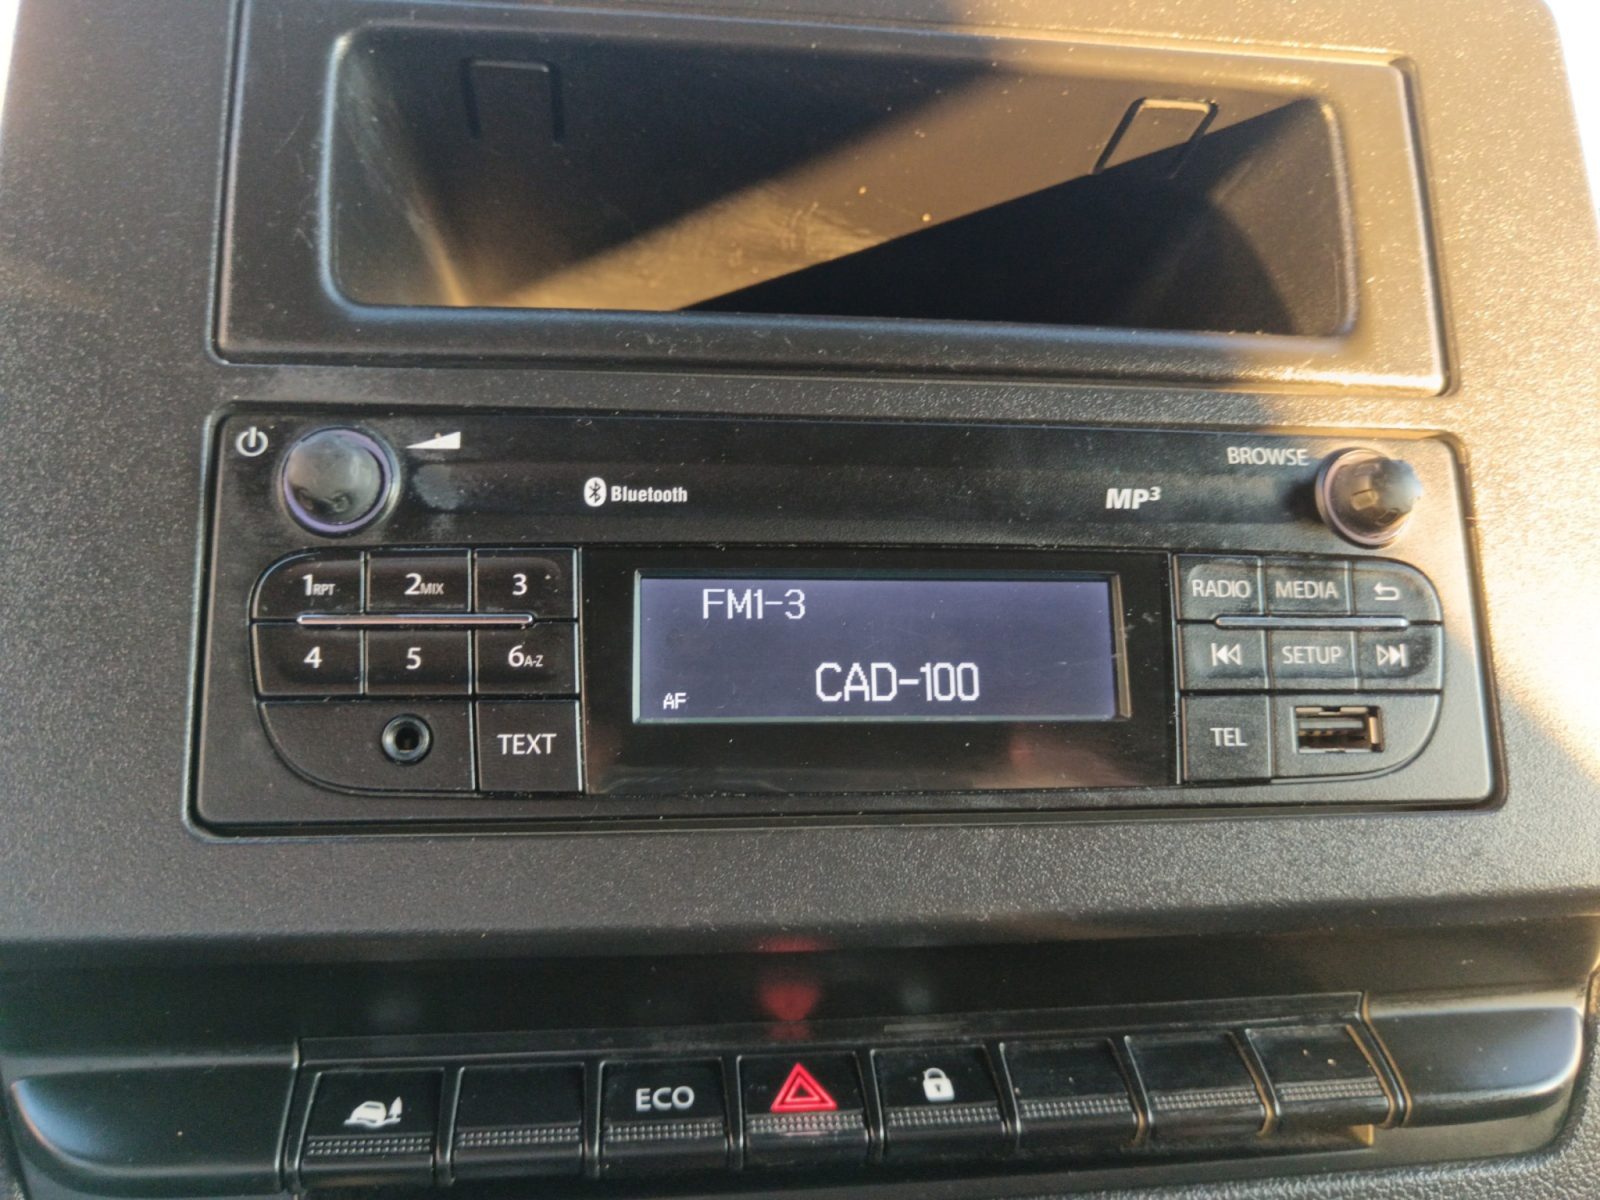 BROWSE
Bluetooth
MP3
1RPT 2MIX 3
4 5 6A-Z
TEXT
FM1-3
CAD-100
AF
RADIO MEDIA
SETUP
TEL
ECO